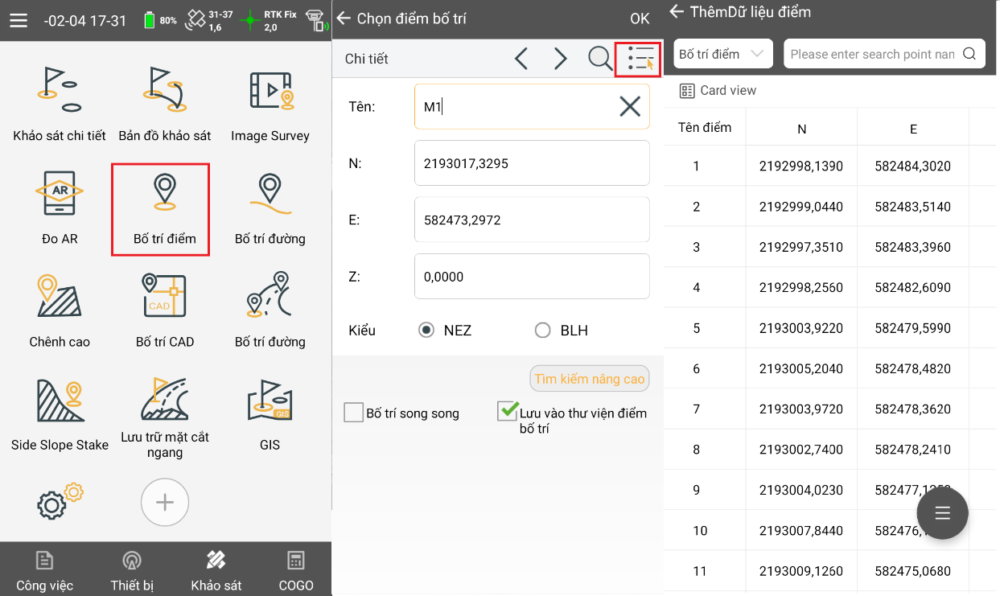 -02-04 17-31
80%
31-37
1,6
RTK Fix
2,0
Khảo sát chi tiết
Bản đồ khảo sát
Image Survey
AR
Đo AR
Bố trí điểm
Bố trí đường
CAD
Chênh cao
Bố trí CAD
Bố trí đường
GIS
Side Slope Stake
Lưu trữ mặt cắt
ngang
GIS
Công việc
Thiết bị
Khảo sát
COGO
Chọn điểm bố trí
OK
Chi tiết
Tên:
M1
N:
2193017,3295
E:
582473,2972
Z:
0,0000
Kiểu
NEZ
BLH
Tìm kiếm nâng cao
Bố trí song song
Lưu vào thư viện điểm
bố trí
ThêmDữ liệu điểm
Bố trí điểm
Please enter search point nam
Card view
Tên điểm N E
1 2192998,1390 582484,3020
2 2192999,0440 582483,5140
3 2192997,3510 582483,3960
4 2192998,2560 582482,6090
5 2193003,9220 582479,5990
6 2193005,2040 582478,4820
7 2193003,9720 582478,3620
8 2193002,7400 582478,2410
9 2193004,0230
10 2193007,8440
11 2193009,1260 582475,0680